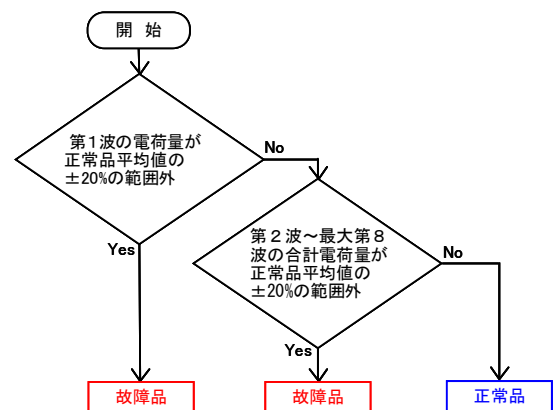 開 始
第1波の電荷量が
正常品平均値の
±20%の範囲外
No
Yes
第２波～最大第８
波の合計電荷量が
正常品平均値の
±20%の範囲外
No
Yes
故障品
故障品
正常品